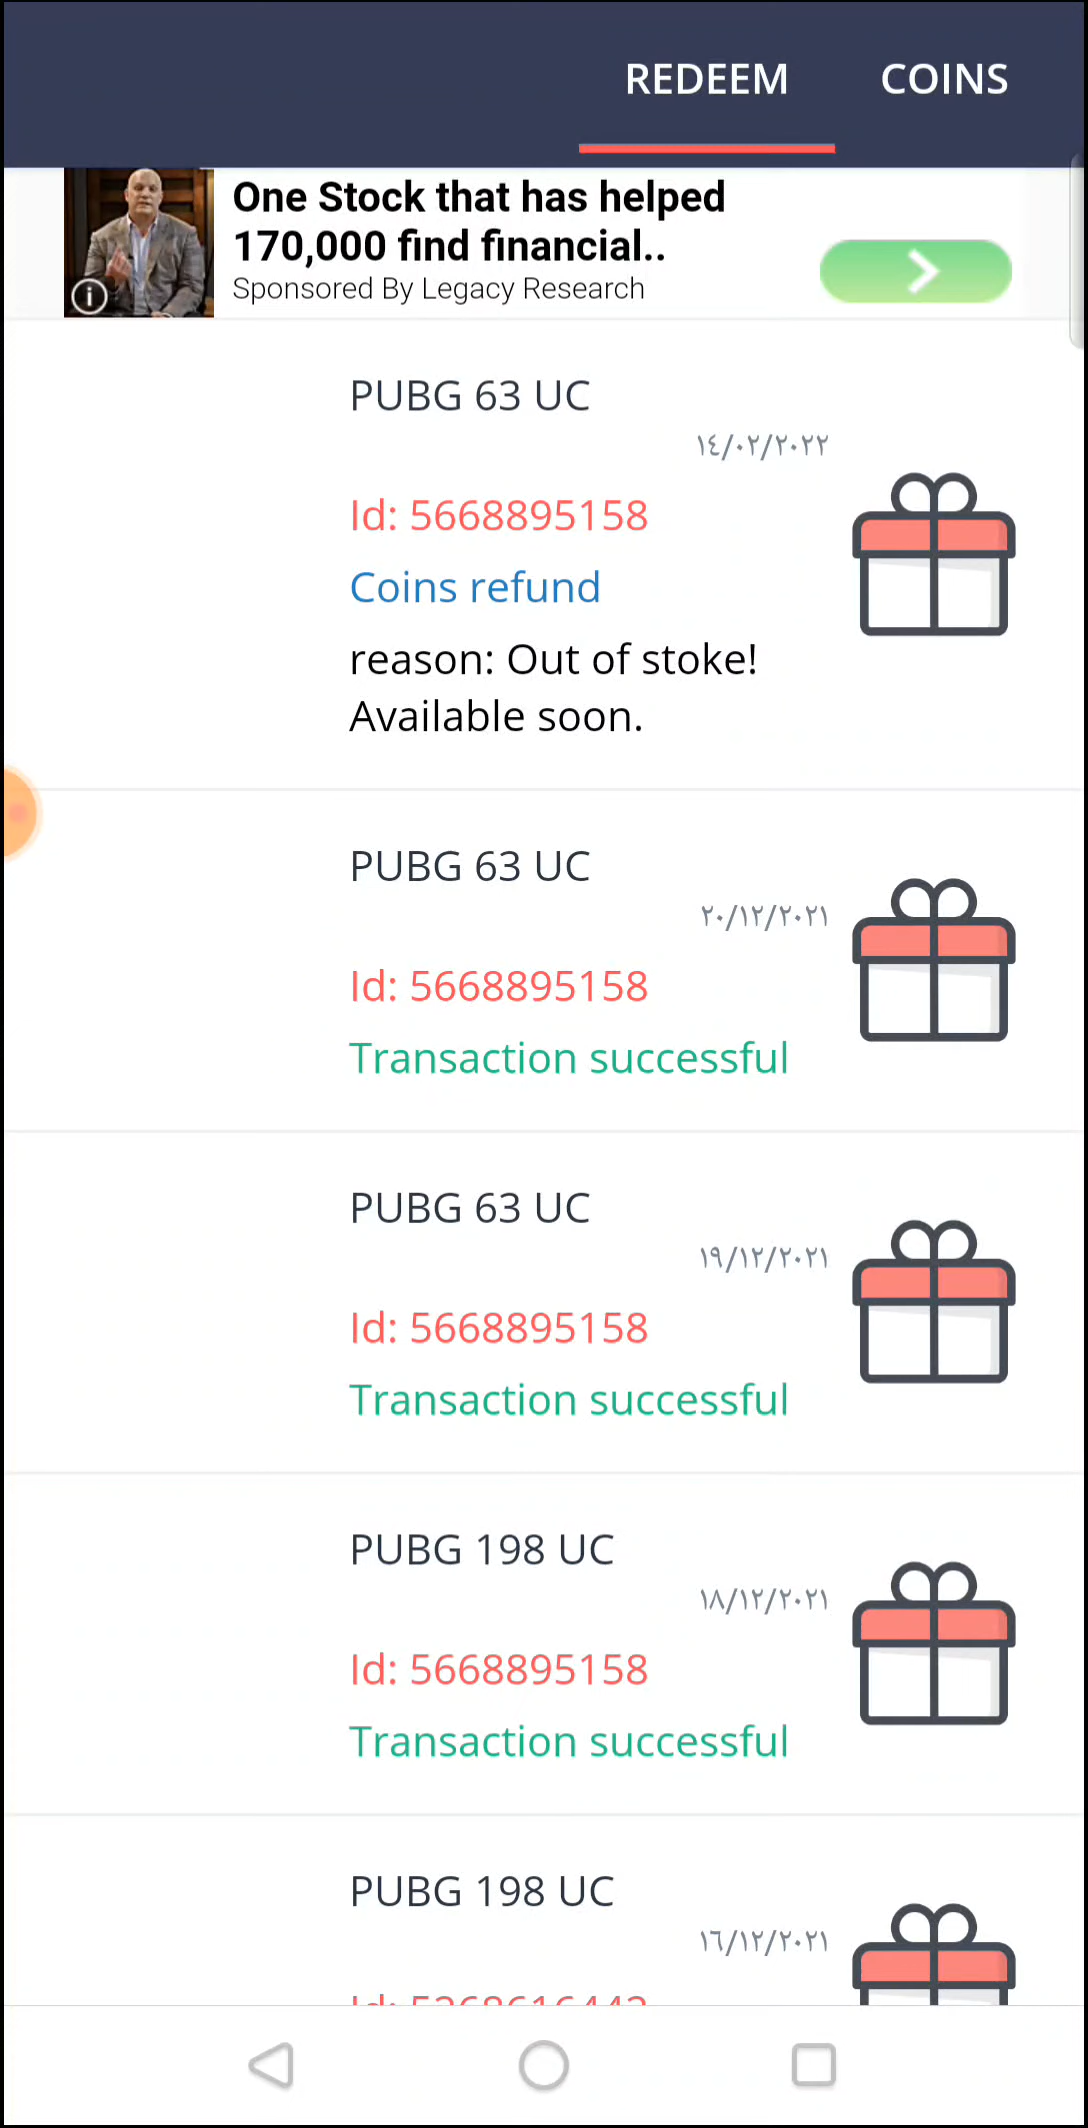 REDEEM COINS
One Stock that has helped
170,000 find financial..
Sponsored By Legacy Research
PUBG 63 UC
١٤/٠٢/٢٠٢٢
Id: 5668895158
Coins refund
reason: Out of stoke!
Available soon.
PUBG 63 UC
٢٠/١٢/٢٠٢١
Id: 5668895158
Transaction successful
PUBG 63 UC
١٩/١٢/٢٠٢١
Id: 5668895158
Transaction successful
PUBG 198 UC
١٨/١٢/٢٠٢١
Id: 5668895158
Transaction successful
PUBG 198 UC
١٦/١٢/٢٠٢١
Id: